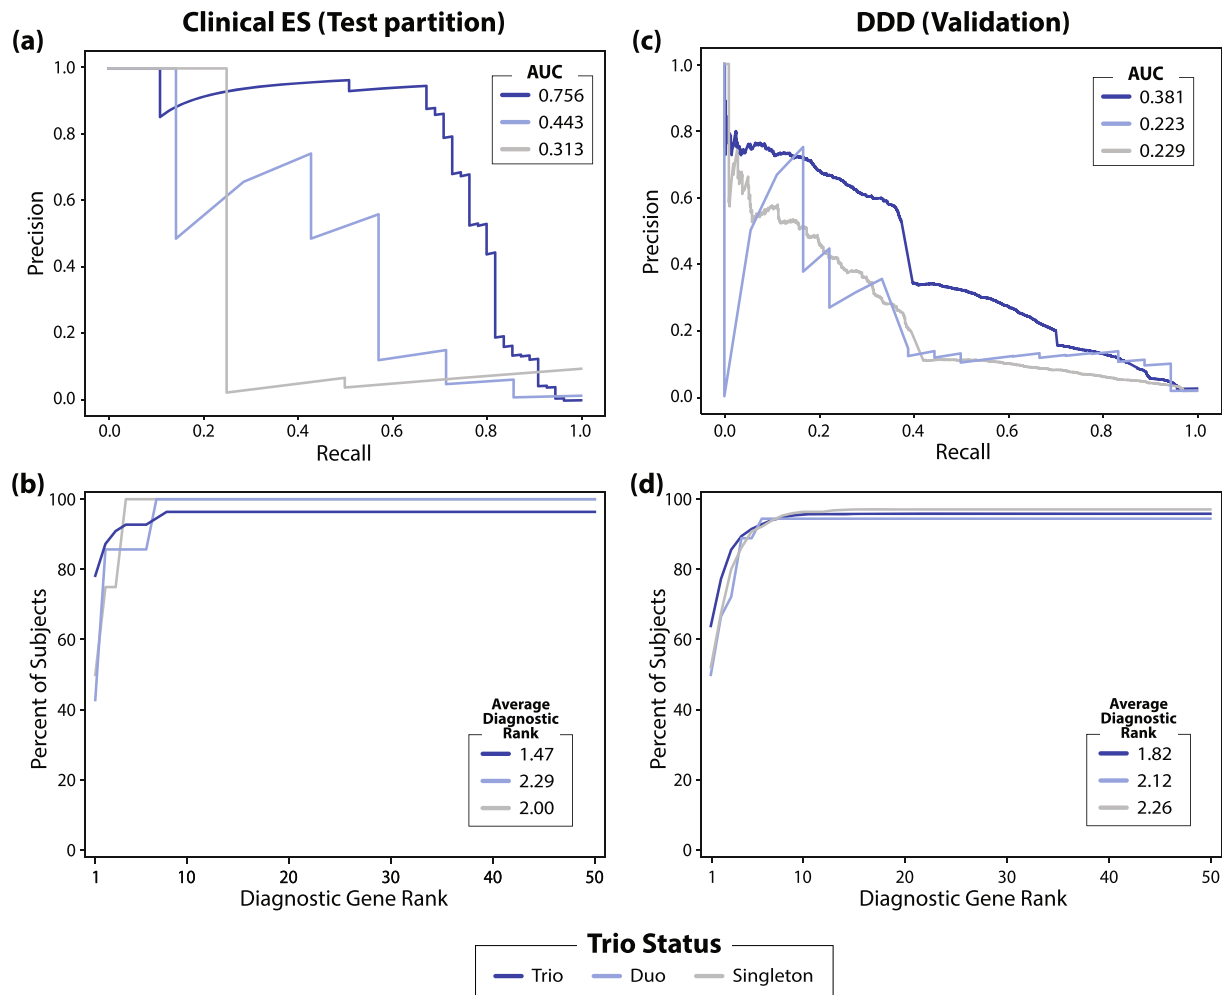 Clinical ES (Test partition)
DDD (Validation)
(a)
1.0
0.8
0.6
0.4
0.2
0.0
Precision
AUC
0.756
0.443
0.313
0.0 0.2 0.4 0.6 0.8 1.0
Recall
(c)
1.0
0.8
0.6
0.4
0.2
0.0
Precision
AUC
0.381
0.223
0.229
0.0 0.2 0.4 0.6 0.8 1.0
Recall
(b)
100
80
60
40
20
0
Percent of Subjects
Average
Diagnostic
Rank
1.47
2.29
2.00
1 10 20 30 40 50
Diagnostic Gene Rank
(d)
100
80
60
40
20
0
Percent of Subjects
Average
Diagnostic
Rank
1.82
2.12
2.26
1 10 20 30 40 50
Diagnostic Gene Rank
Trio Status
Trio Duo Singleton